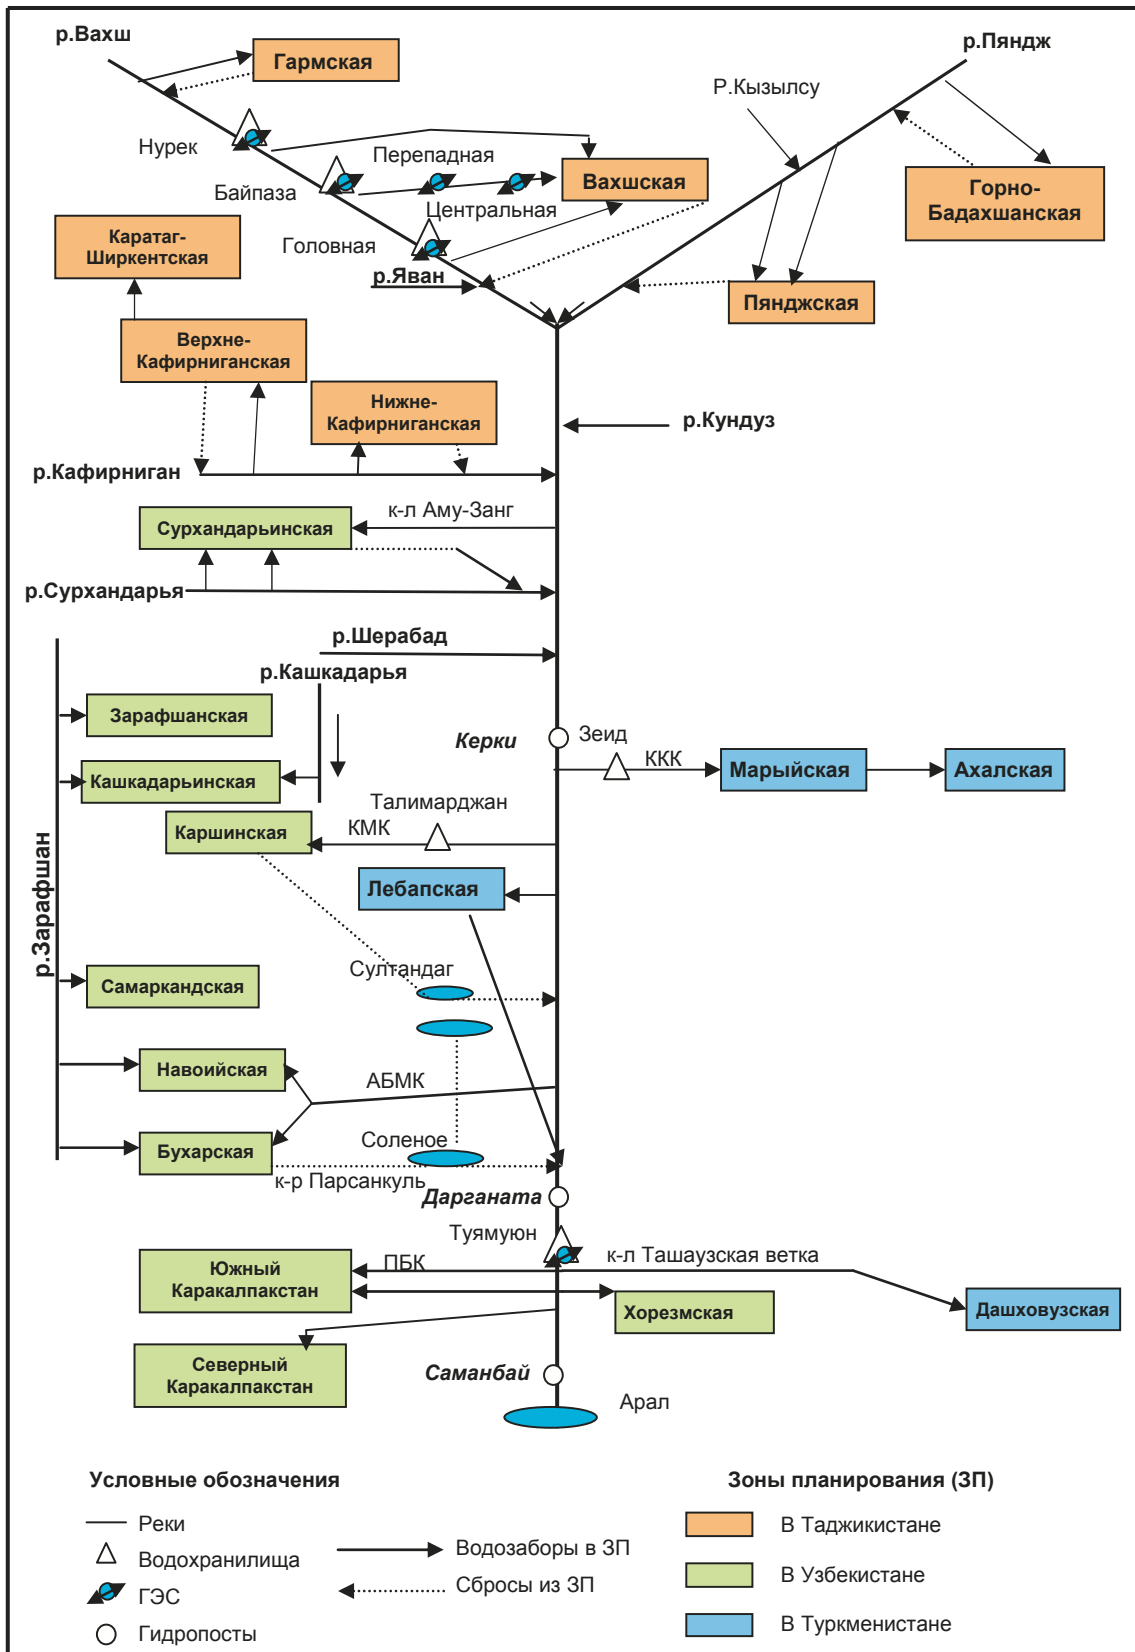 р.Вахш
р.Пяндж
Гармская
Р.Кызылсу
Нурек
Перепадная
Байпаза
Вахшская
Центральная
Горно-
Бадахшанская
Каратаг-
Ширкентская
Головная
р.Яван
Пянджская
Верхне-
Кафирниганская
Нижне-
Кафирниганская
р.Кундуз
р.Кафирниган
к-л Аму-Занг
Сурхандарьинская
р.Сурхандарья
р.Шерабад
р.Кашкадарья
Зарафшанская
Керки
Зеид
ККК
Марыйская
Ахалская
Кашкадарьинская
Талимарджан
КМК
Каршинская
Лебапская
р.Зарафшан
Султандаг
Самаркандская
Навоийская
АБМК
Бухарская
Соленое
к-р Парсанкуль
Дарганата
Туямуюн
к-л Ташаузская ветка
ПБК
Южный
Каракалпакстан
Хорезмская
Дашховузская
Северный
Каракалпакстан
Саманбай
Арал
Условные обозначения
Зоны планирования (ЗП)
Реки
Водохранилища
ГЭС
Гидропосты
Водозаборы в ЗП
Сбросы из ЗП
В Таджикистане
В Узбекистане
В Туркменистане